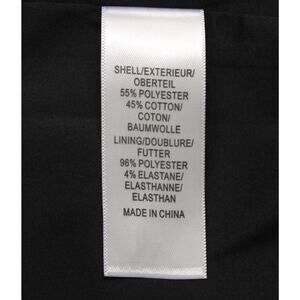 SHELL/EXTERIEUR/
OBERTEIL
55% POLYESTER
45% COTTON/
COTON/
BAUMWOLLE
LINING/DOUBLURE/
FUTTER
96% POLYESTER
4% ELASTANE/
ELASTHANNE/
ELASTHAN
MADE IN CHINA